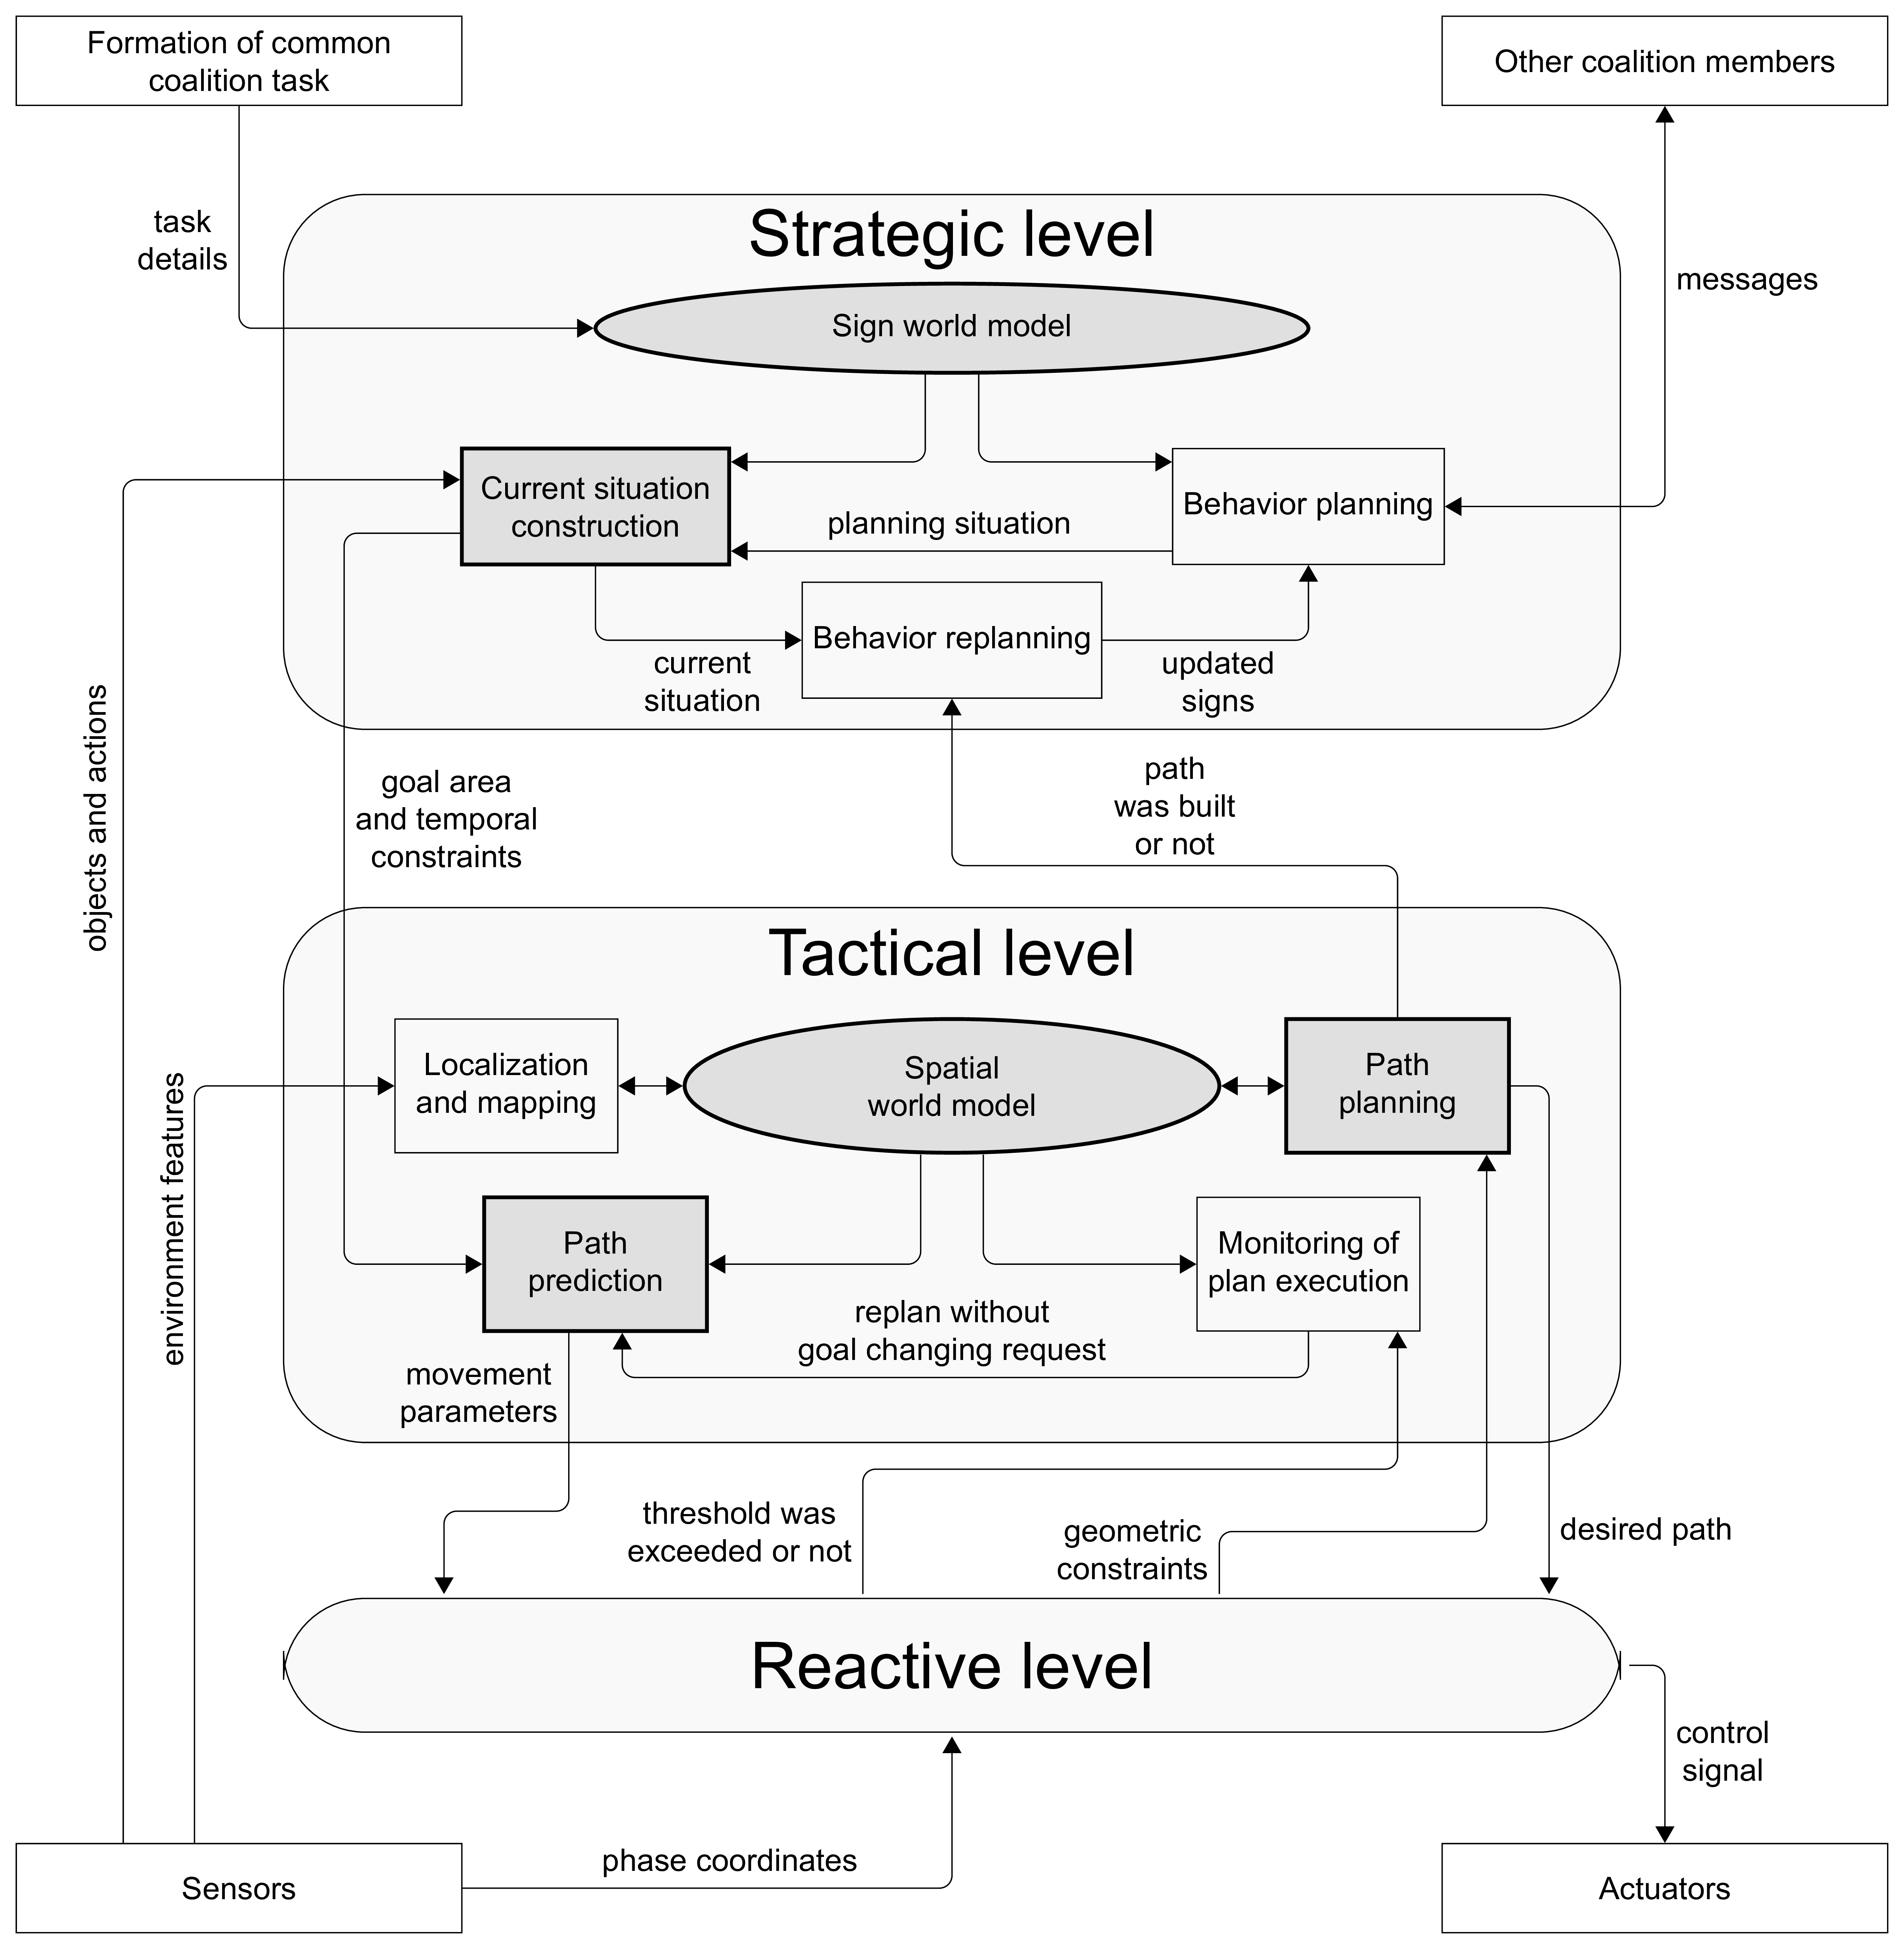 Formation of common
coalition task
Other coalition members
task
details
Strategic level
messages
Sign world model
Current situation
construction
planning situation
Behavior planning
Behavior replanning
current
situation
updated
signs
objects and actions
goal area
and temporal
constraints
path
was built
or not
Tactical level
environment features
Localization
and mapping
Spatial
world model
Path
planning
Path
prediction
Monitoring of
plan execution
replan without
goal changing request
movement
parameters
threshold was
exceeded or not
geometric
constraints
desired path
Reactive level
control
signal
phase coordinates
Sensors
Actuators